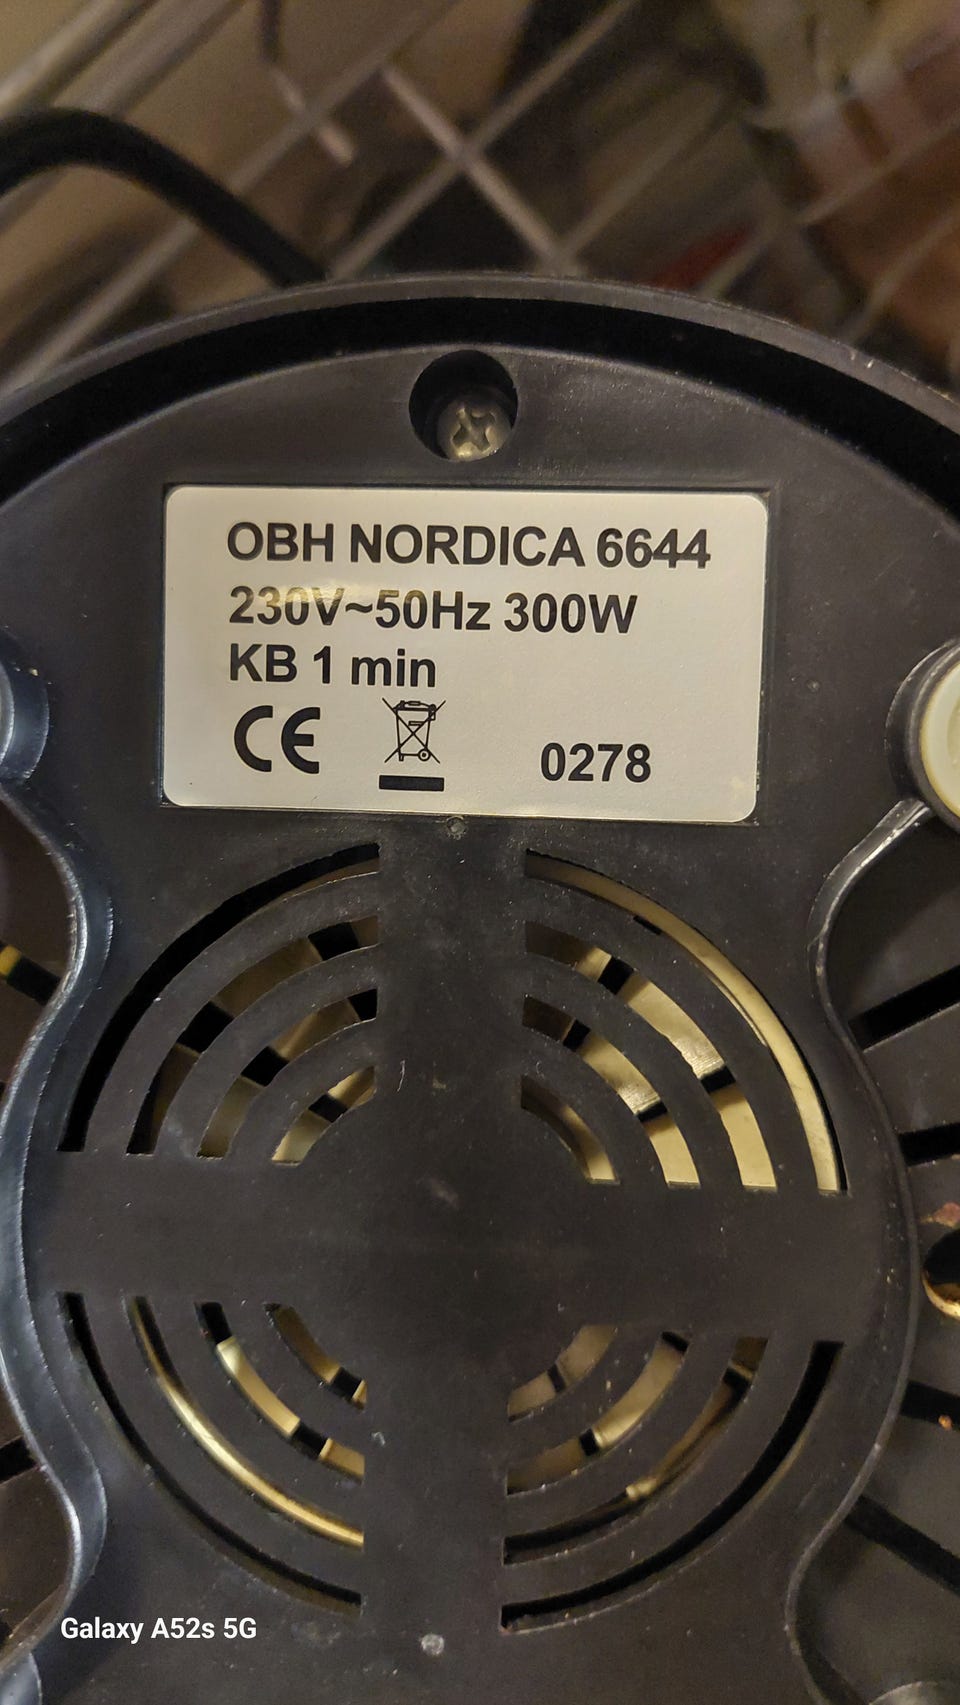 OBH NORDICA 6644
230V~50Hz 300W
KB 1 min
CE
0278
Galaxy A52s 5G